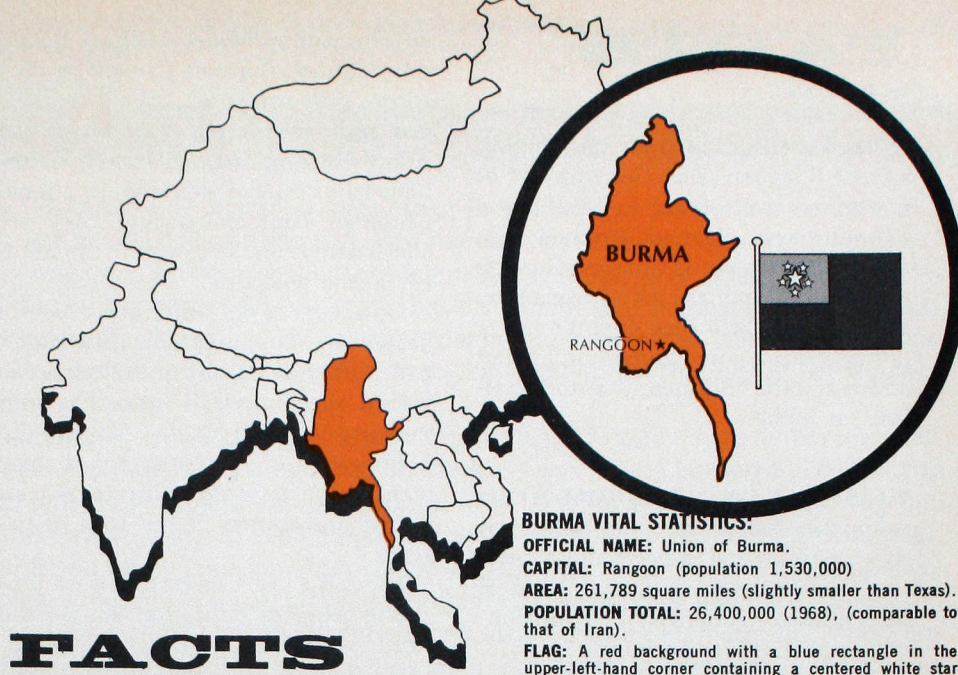 BURMA
RANGOON
BURMA VITAL STATISTICS:
OFFICIAL NAME: Union of Burma.
CAPITAL: Rangoon (population 1,530,000)
AREA: 261,789 square miles (slightly smaller than Texas).
POPULATION TOTAL: 26,400,000 (1968), (comparable to
that of Iran).
FLAG: A red background with a blue rectangle in the
upper-left-hand corner containing a centered white star
FACTS